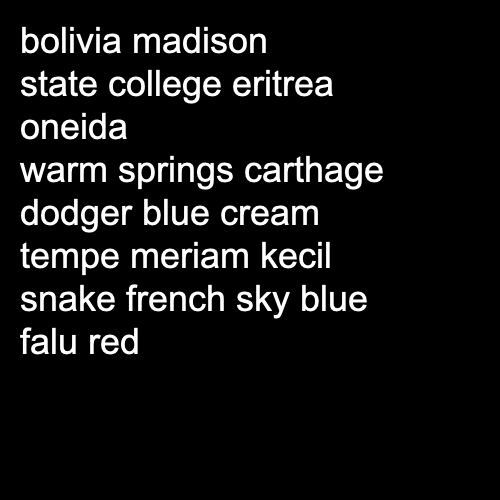 bolivia madison
state college eritrea
oneida
warm springs carthage
dodger blue cream
tempe meriam kecil
snake french sky blue
falu red